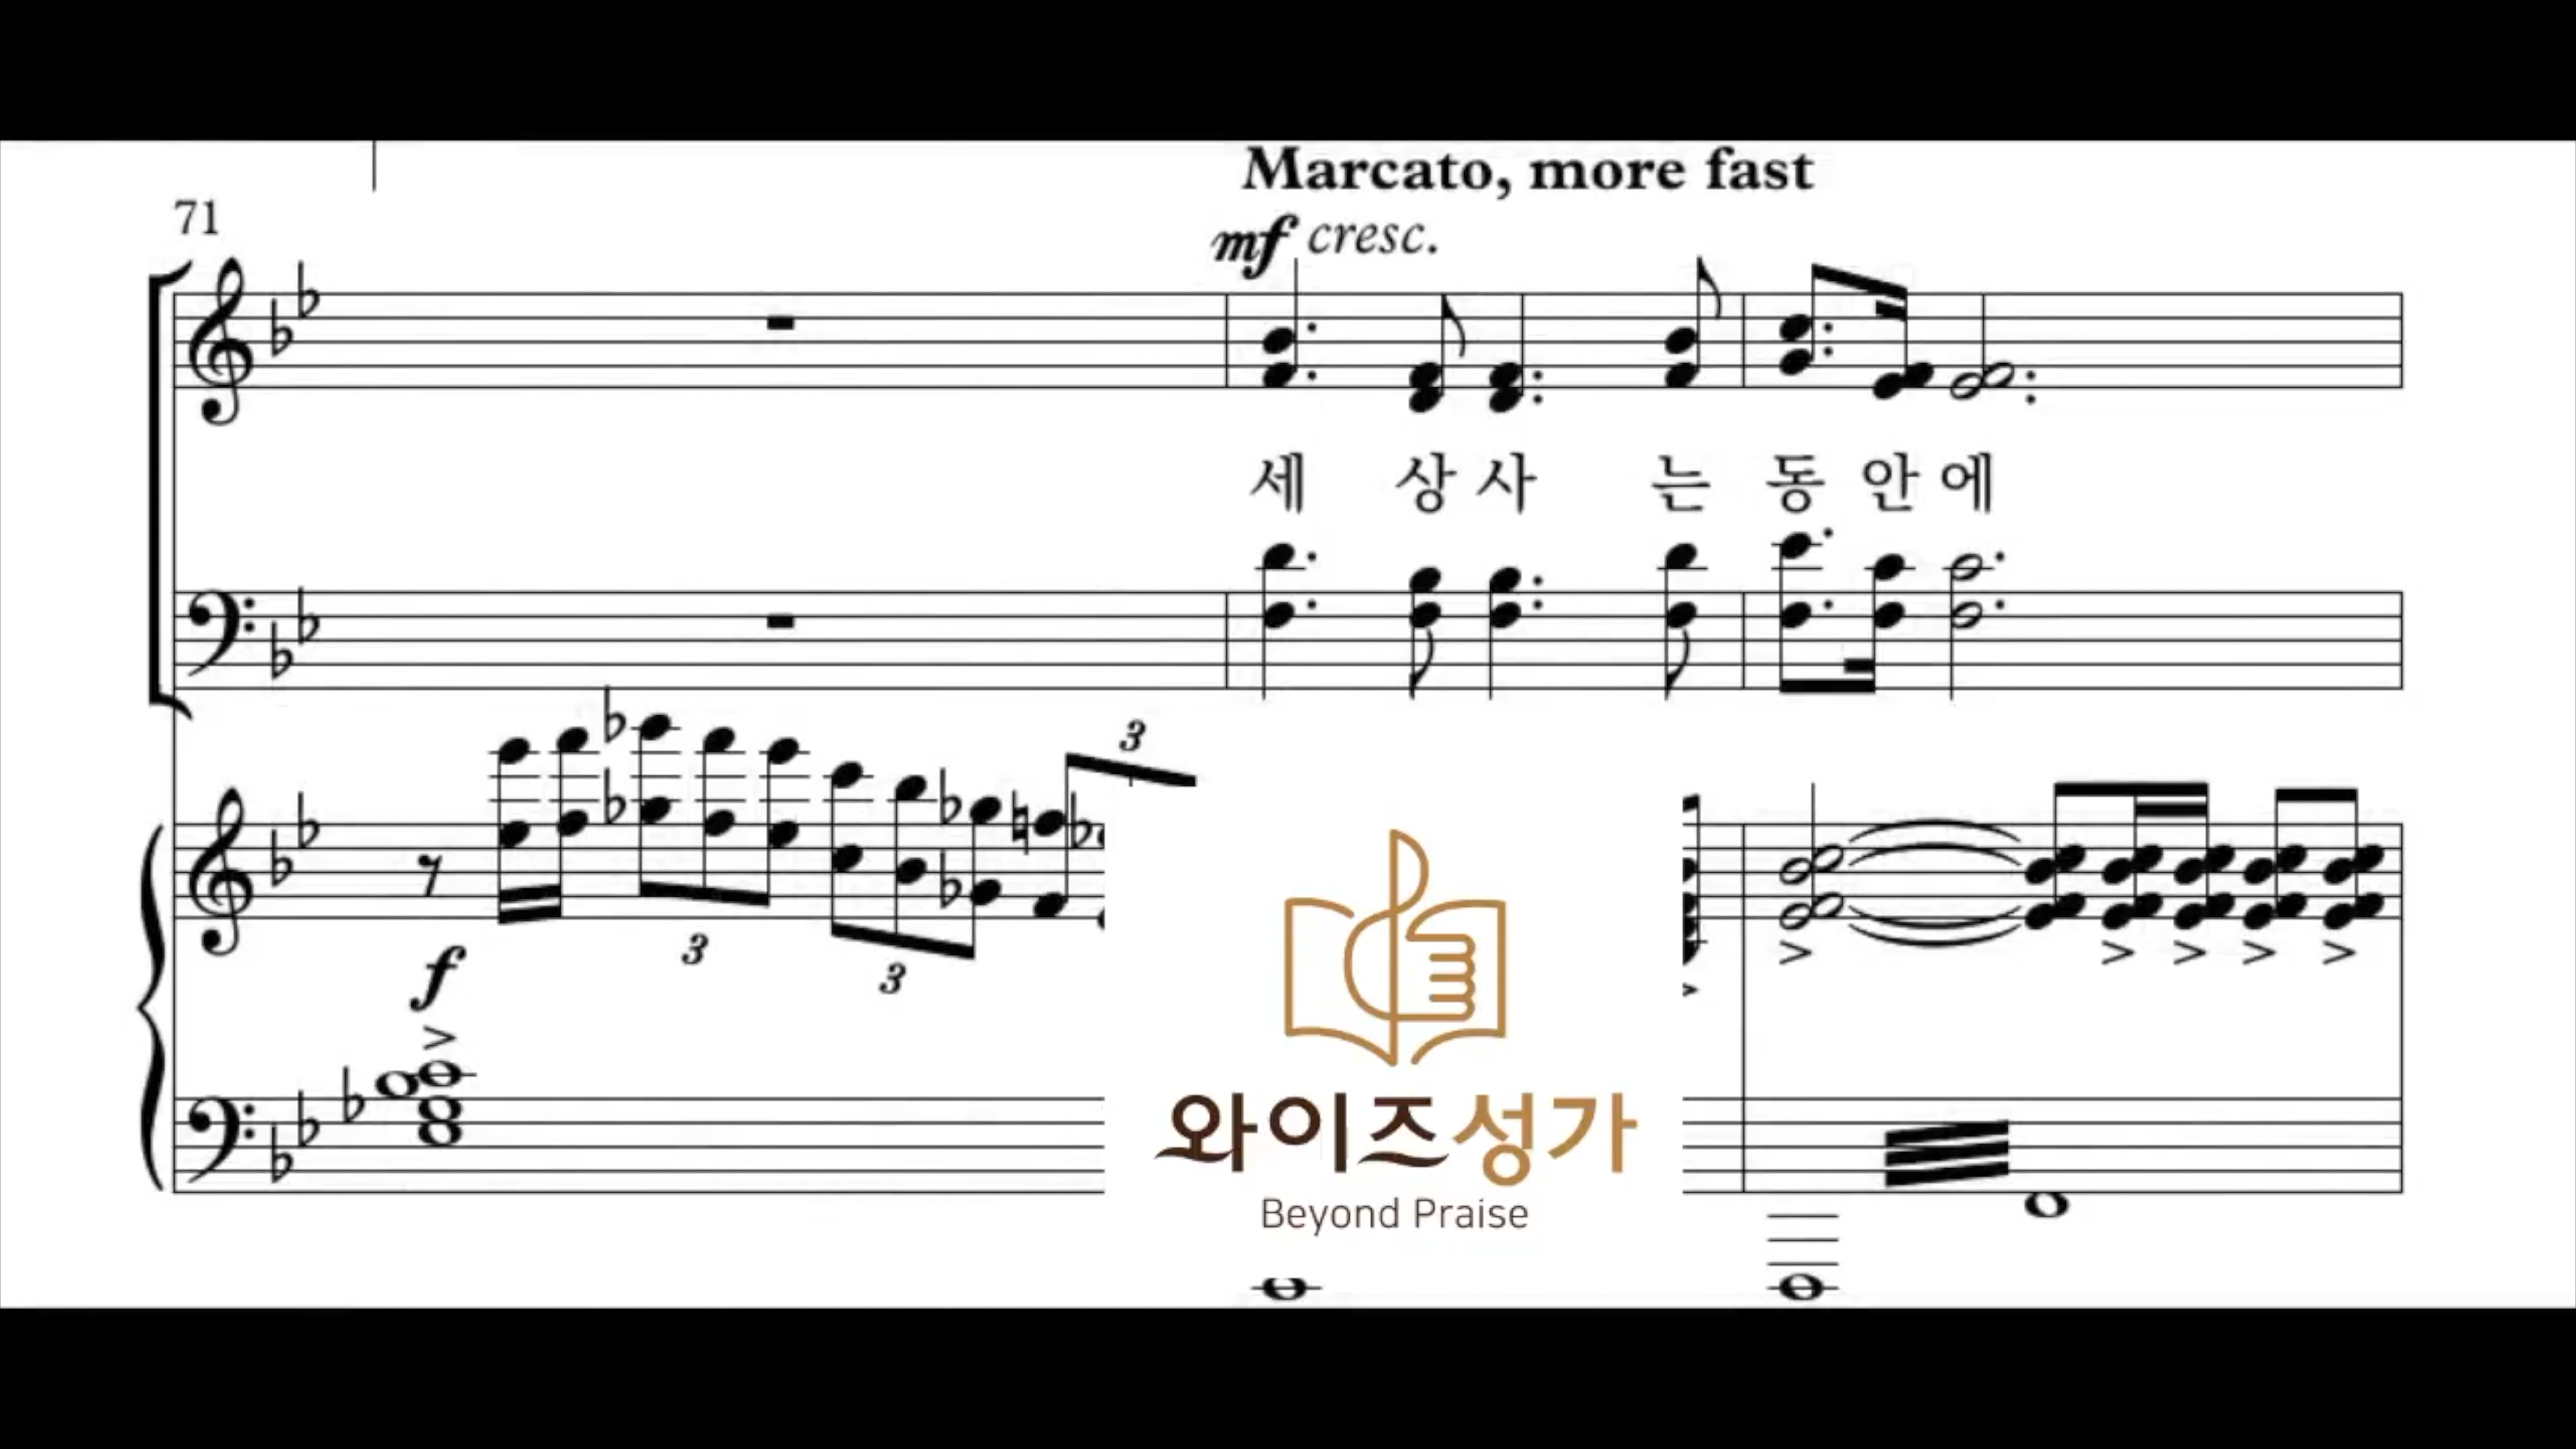 Marcato, more fast
71
mf cresc.
세 상 사 는 동 안 에
3
f
3
3
와이즈성가
Beyond Praise